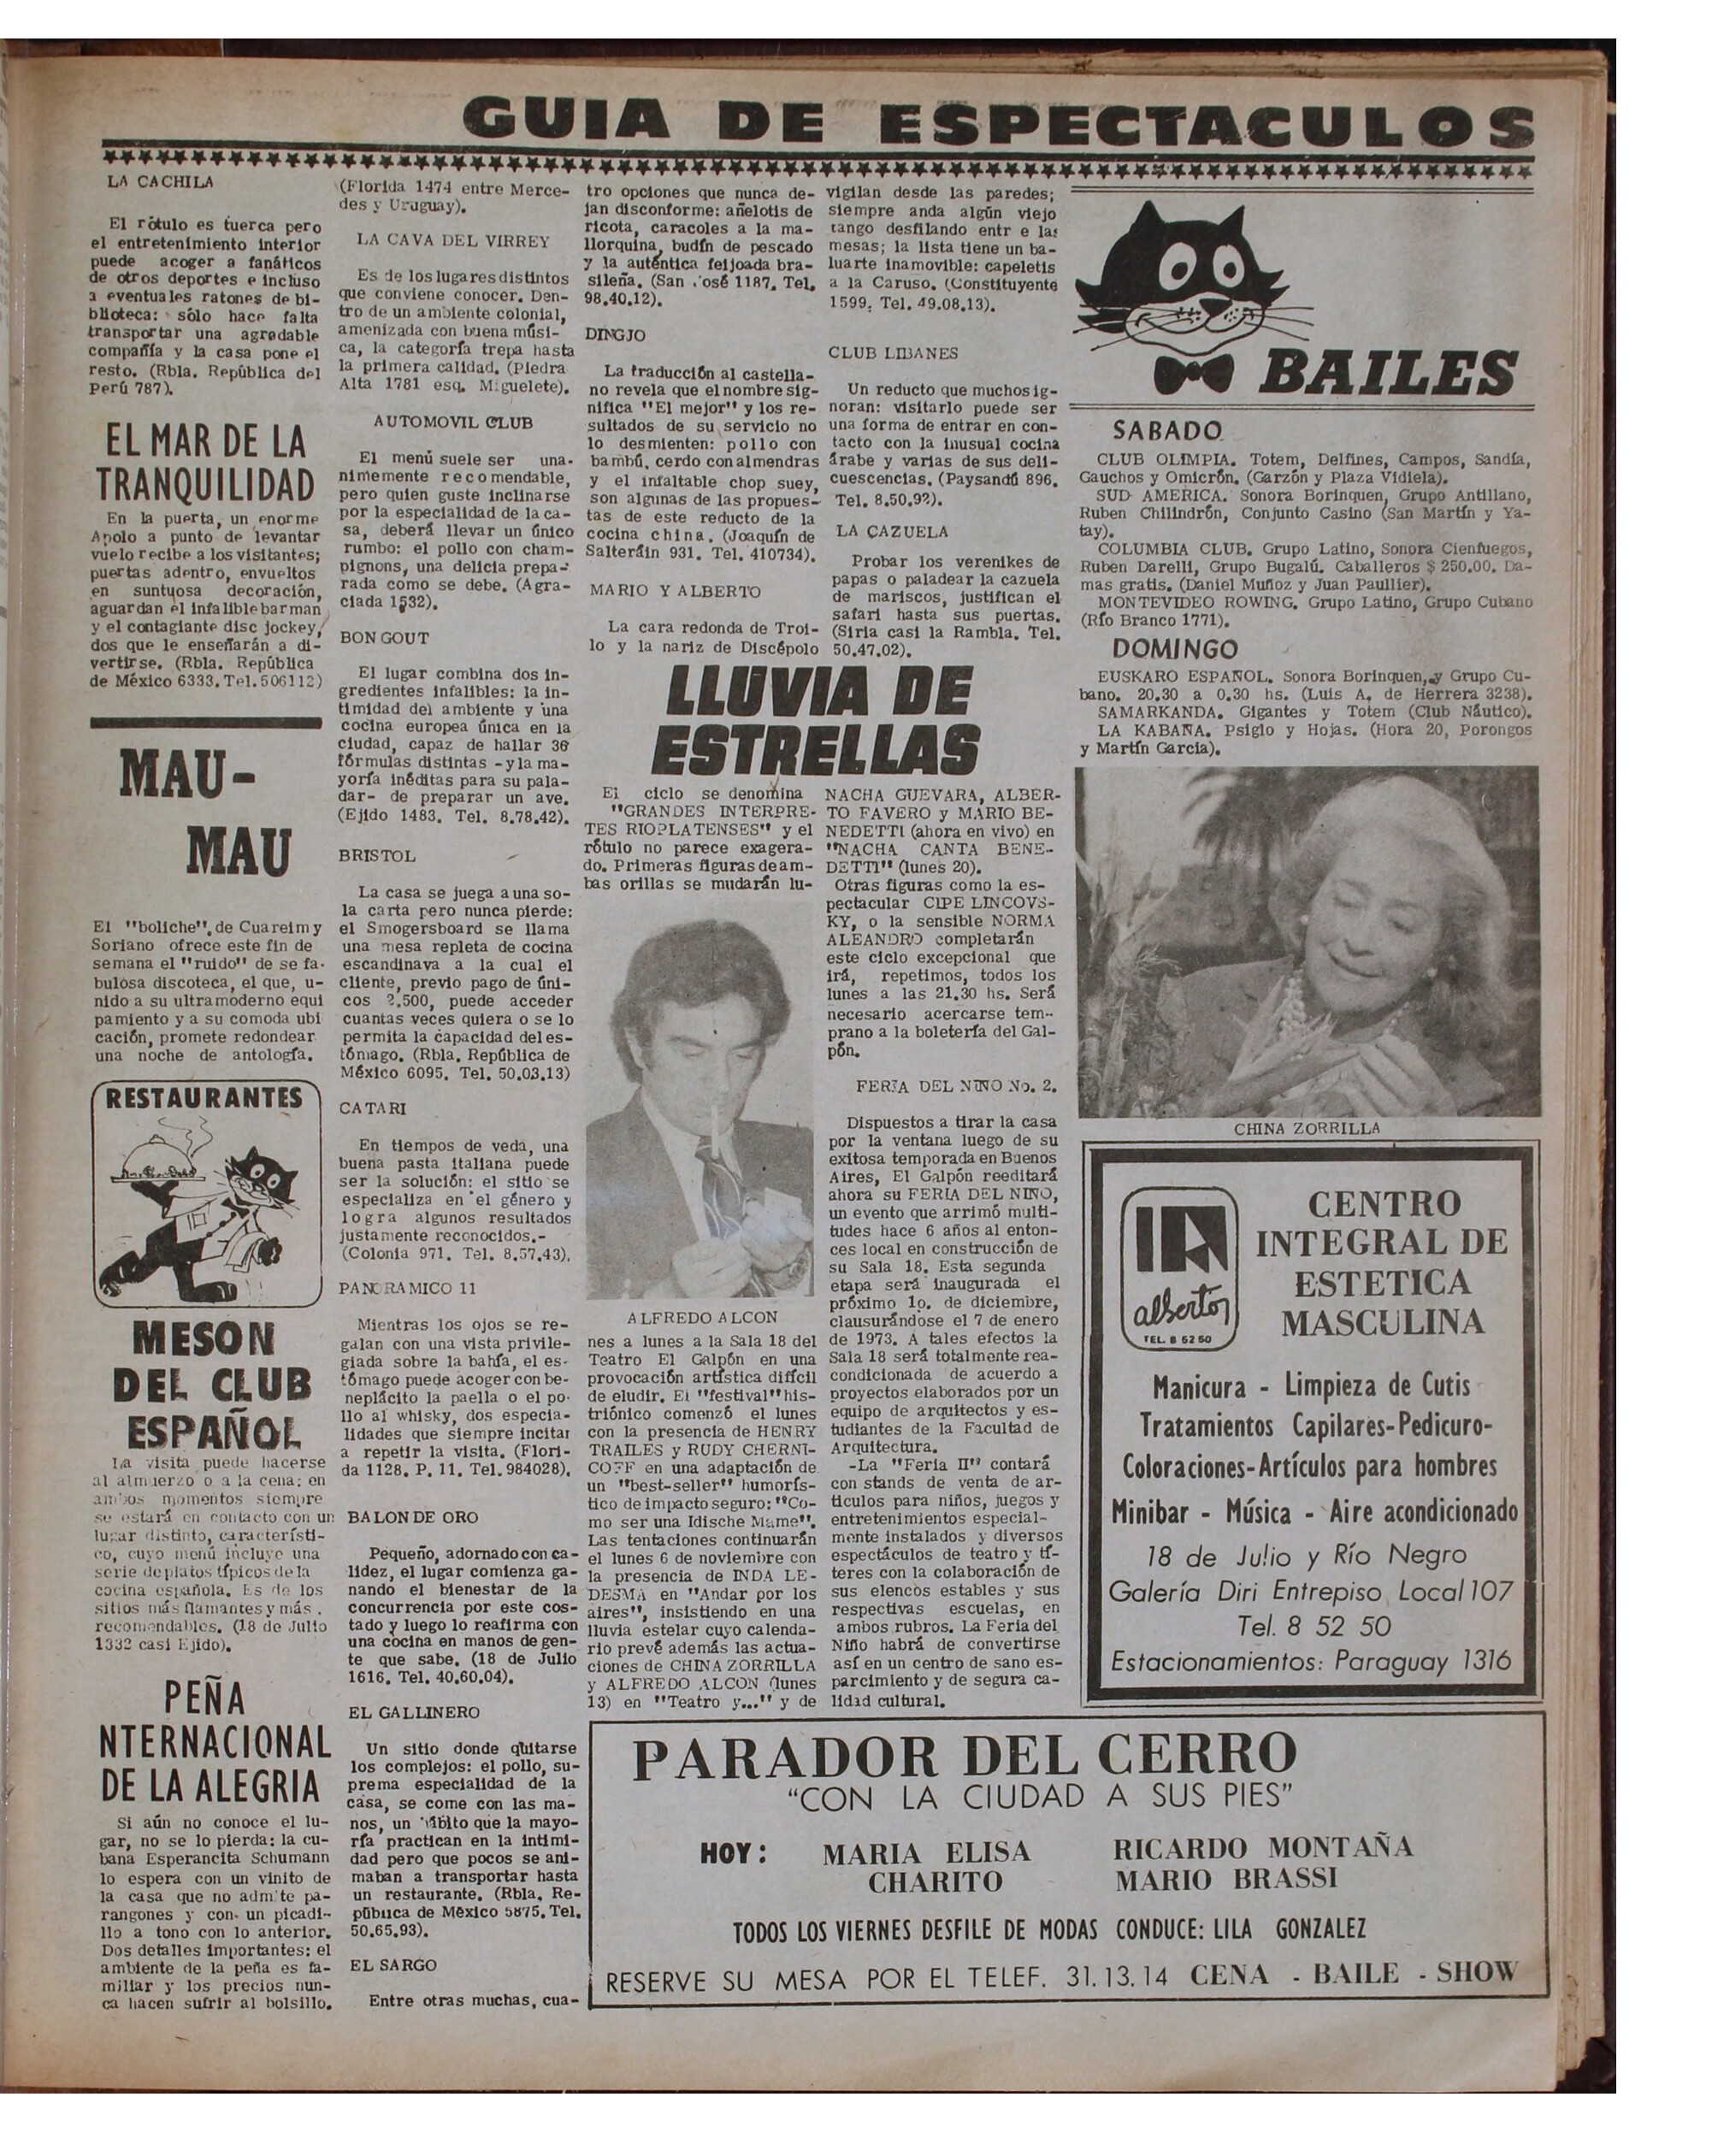 GUIA DE ESPECTACULOS
LA CACHILA
El rótulo es tuerca pero
el entretenimiento interior
puede acoger a fanáticos
de otros deportes e incluso
a eventuales ratones de bi-
blioteca: sólo hace falta
transportar una agradable
compañía y la casa pone el
resto. (Rbla. República del
Perú 787).
EL MAR DE LA
TRANQUILIDAD
En la puerta, un enorme
Apolo a punto de levantar
vuelo recibe a los visitantes;
puertas adentro, envueltos
en suntuosa decoración,
aguardan el infalible barman
y el contagiante disc jockey,
dos que le enseñarán a di-
vertirse. (Rbla. República
de México 6333. Tel. 506112)
MAU-
MAU
El "boliche", de Cuareim y
Soriano ofrece este fin de
semana el "ruido" de se fa-
bulosa discoteca, el que, u-
nido a su ultramoderno equi
pamiento y a su comoda ubi
cación, promete redondear
una noche de antología.
RESTAURANTES
MESON
DEL CLUB
ESPAÑOL
La visita puede hacerse
al almuerzo o a la cena: en
ambos momentos siempre
se estará en contacto con un
lugar distinto, característi-
co, cuyo menú incluye una
serie de platos típicos de la
cocina española. Es de los
sitios más flamantes y más
recomendables. (18 de Julio
1332 casi Ejido).
PEÑA
NTERNACIONAL
DE LA ALEGRIA
Si aún no conoce el lu-
gar, no se lo pierda: la cu-
bana Esperancita Schumann
lo espera con un vinito de
la casa que no admite pa-
rangones y con un picadi-
llo a tono con lo anterior.
Dos detalles importantes: el
ambiente de la peña es fa-
miliar y los precios nun-
ca hacen sufrir al bolsillo.
(Florida 1474 entre Merce-
des y Uruguay).
LA CAVA DEL VIRREY
Es de los lugares distintos
que conviene conocer. Den-
tro de un ambiente colonial,
amenizada con buena músi-
ca, la categoría trepa hasta
la primera calidad. (Piedra
Alta 1781 esq. Miguelete).
AUTOMOVIL CLUB
El menú suele ser una-
nimemente recomendable,
pero quien guste inclinarse
por la especialidad de la ca-
sa, deberá llevar un único
rumbo: el pollo con cham-
pignons, una delicia prepa-
rada como se debe. (Agra-
ciada 1532).
BON GOUT
El lugar combina dos in-
gredientes infalibles: la in-
timidad del ambiente y una
cocina europea única en la
ciudad, capaz de hallar 36
fórmulas distintas -y la ma-
yoría inéditas para su pala-
dar- de preparar un ave.
(Ejido 1483. Tel. 8.78.42).
BRISTOL
La casa se juega a una so-
la carta pero nunca pierde:
el Smogersboard se llama
una mesa repleta de cocina
escandinava a la cual el
cliente, previo pago de úni-
cos 2.500, puede acceder
cuantas veces quiera o se lo
permita la capacidad del es-
tómago. (Rbla. República de
México 6095. Tel. 50.03.13)
CATARI
En tiempos de veda, una
buena pasta italiana puede
ser la solución: el sitio se
especializa en el género y
logra algunos resultados
justamente reconocidos.-
(Colonia 971. Tel. 8.57.43).
PANORAMICO 11
Mientras los ojos se re-
galan con una vista privile-
giada sobre la bahía, el es-
tómago puede acoger con be-
neplácito la paella o el po-
llo al whisky, dos especia-
lidades que siempre incitar
a repetir la visita. (Flori-
da 1128. P. 11. Tel. 984028).
BALON DE ORO
Pequeño, adornado con ca-
lidez, el lugar comienza ga-
nando el bienestar de la
concurrencia por este cos-
tado y luego lo reafirma con
una cocina en manos de gen-
te que sabe. (18 de Julio
1616. Tel. 40.60.04).
EL GALLINERO
Un sitio donde quitarse
los complejos: el pollo, su-
prema especialidad de la
casa, se come con las ma-
nos, un hábito que la mayo-
ría practican en la intimi-
dad pero que pocos se ani-
maban a transportar hasta
un restaurante. (Rbla. Re-
pública de México 5875. Tel.
50.65.93).
EL SARGO
Entre otras muchas, cua-
tro opciones que nunca de-
jan disconforme: añelotis de
ricota, caracoles a la ma-
llorquina, budín de pescado
y la auténtica feijoada bra-
sileña. (San José 1187. Tel.
98.40.12).
DINGJO
La traducción al castella-
no revela que el nombre sig-
nifica "El mejor" y los re-
sultados de su servicio no
lo desmienten: pollo con
bambú, cerdo con almendras
y el infaltable chop suey,
son algunas de las propues-
tas de este reducto de la
cocina china. (Joaquín de
Salteráin 931. Tel. 410734).
MARIO Y ALBERTO
La cara redonda de Troi-
lo y la nariz de Discépolo
vigilan desde las paredes;
siempre anda algún viejo
tango desfilando entr e las
mesas; la lista tiene un ba-
luarte inamovible: capeletis
a la Caruso. (Constituyente
1599. Tel. 49.08.13).
CLUB LIBANES
Un reducto que muchos ig-
noran: visitarlo puede ser
una forma de entrar en con-
tacto con la inusual cocina
árabe y varias de sus deli-
cuescencias. (Paysandú 896.
Tel. 8.50.92).
LA CAZUELA
Probar los verenikes de
papas o paladear la cazuela
de mariscos, justifican el
safari hasta sus puertas.
(Siria casi la Rambla. Tel.
50.47.02).
LLUVIA DE
ESTRELLAS
El ciclo se denomina
"GRANDES INTERPRE-
TES RIOPLATENSES" y el
rótulo no parece exagera-
do. Primeras figuras de am-
bas orillas se mudarán lu-
ALFREDO ALCON
nes a lunes a la Sala 18 del
Teatro El Galpón en una
provocación artística difícil
de eludir. El "festival" his-
triónico comenzó el lunes
con la presencia de HENRY
TRAILES y RUDY CHERNI-
COFF en una adaptación de
un "best-seller" humorís-
tico de impacto seguro: "Co-
mo ser una Idische Mame".
Las tentaciones continuarán
el lunes 6 de noviembre con
la presencia de INDA LE-
DESMA en "Andar por los
aires", insistiendo en una
lluvia estelar cuyo calenda-
rio prevé además las actua-
ciones de CHINA ZORRILLA
y ALFREDO ALCON (lunes
13) en "Teatro y..." y de
NACHA GUEVARA, ALBER-
TO FAVERO y MARIO BE-
NEDETTI (ahora en vivo) en
"NACHA CANTA BENE-
DETTI" (lunes 20).
Otras figuras como la es-
pectacular CIPE LINCOVS-
KY, o la sensible NORMA
ALEANDRO completarán
este ciclo excepcional que
irá, repetimos, todos los
lunes a las 21.30 hs. Será
necesario acercarse tem-
prano a la boletería del Gal-
pón.
FERIA DEL NIÑO No. 2.
Dispuestos a tirar la casa
por la ventana luego de su
exitosa temporada en Buenos
Aires, El Galpón reeditará
ahora su FERIA DEL NIÑO,
un evento que arrimó multi-
tudes hace 6 años al enton-
ces local en construcción de
su Sala 18. Esta segunda
etapa será inaugurada el
próximo 1o. de diciembre,
clausurándose el 7 de enero
de 1973. A tales efectos la
Sala 18 será totalmente rea-
condicionada de acuerdo a
proyectos elaborados por un
equipo de arquitectos y es-
tudiantes de la Facultad de
Arquitectura.
-La "Feria II" contará
con stands de venta de ar-
ticulos para niños, juegos y
entretenimientos especial-
mente instalados y diversos
espectáculos de teatro y tí-
teres con la colaboración de
sus elencos estables y sus
respectivas escuelas, en
ambos rubros. La Feria del
Niño habrá de convertirse
así en un centro de sano es-
parcimiento y de segura ca-
lidad cultural.
BAILES
SABADO
CLUB OLIMPIA. Totem, Delfines, Campos, Sandía,
Gauchos y Omicrón. (Garzón y Plaza Vidiela).
SUD AMERICA. Sonora Borinquen, Grupo Antillano,
Ruben Chilindrón, Conjunto Casino (San Martín y Ya-
tay).
COLUMBIA CLUB. Grupo Latino, Sonora Cienfuegos,
Ruben Darelli, Grupo Bugalú. Caballeros $ 250.00. Da-
mas gratis. (Daniel Muñoz y Juan Paullier).
MONTEVIDEO ROWING. Grupo Latino, Grupo Cubano
(Río Branco 1771).
DOMINGO
EUSKARO ESPAÑOL. Sonora Borinquen, y Grupo Cu-
bano. 20.30 a 0.30 hs. (Luis A. de Herrera 3238).
SAMARKANDA. Gigantes y Totem (Club Náutico).
LA KABAÑA. Psiglo y Hojas. (Hora 20, Porongos
y Martín García).
CHINA ZORRILLA
alberto
TEL. 8 52 50
CENTRO
INTEGRAL DE
ESTETICA
MASCULINA
Manicura - Limpieza de Cutis
Tratamientos Capilares-Pedicuro-
Coloraciones-Artículos para hombres
Minibar - Música - Aire acondicionado
18 de Julio y Río Negro
Galería Diri Entrepiso Local 107
Tel. 8 52 50
Estacionamientos: Paraguay 1316
PARADOR DEL CERRO
"CON LA CIUDAD A SUS PIES"
HOY: MARIA ELISA RICARDO MONTAÑA
CHARITO MARIO BRASSI
TODOS LOS VIERNES DESFILE DE MODAS CONDUCE: LILA GONZALEZ
RESERVE SU MESA POR EL TELEF. 31.13.14 CENA - BAILE - SHOW